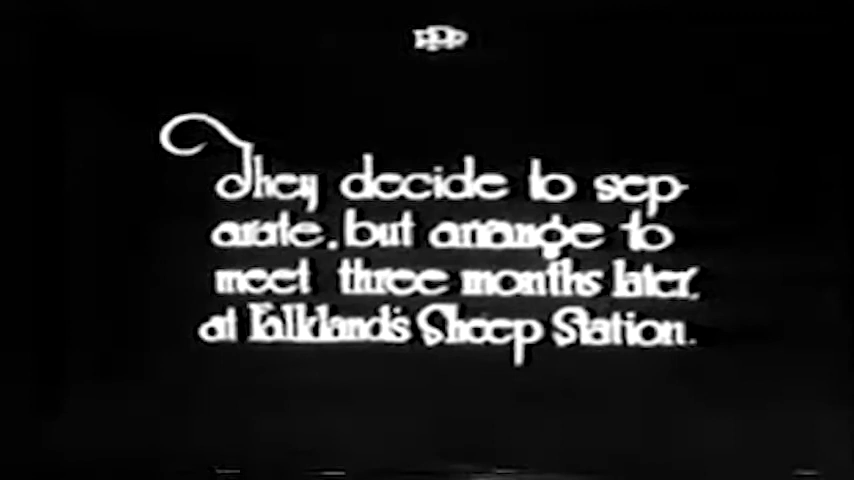 They decide to sep-
arate, but arrange to
meet three months later,
at Falkland's Sheep Station.